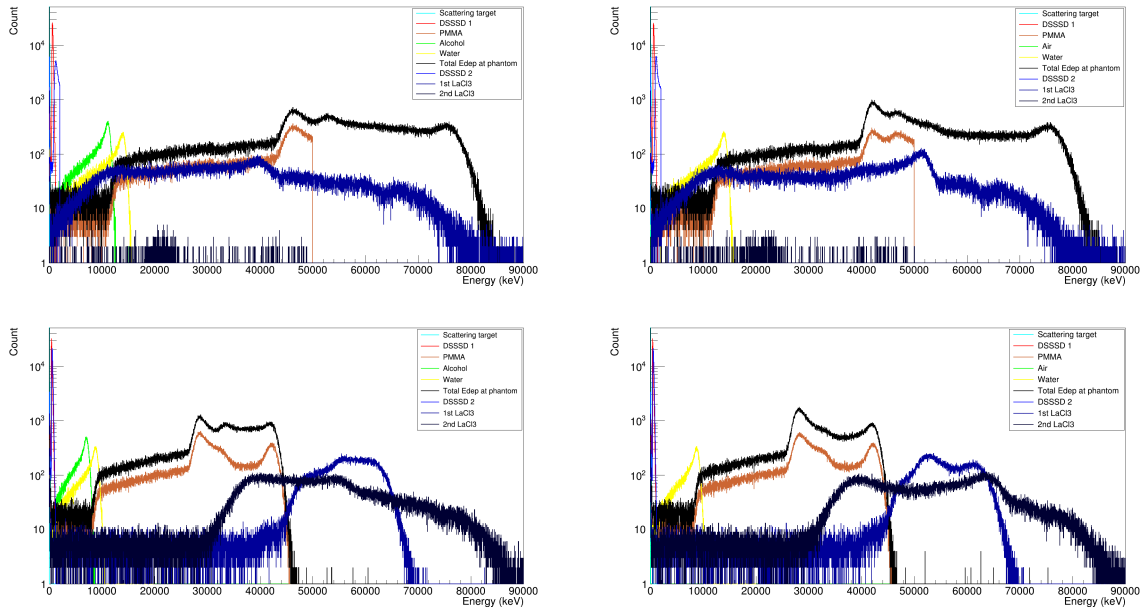 Count
10⁴
10³
10²
10
1
Scattering target
DSSSD 1
PMMA
Alcohol
Water
Total Edep at phantom
DSSSD 2
1st LaCl3
2nd LaCl3
0 10000 20000 30000 40000 50000 60000 70000 80000 90000
Energy (keV)
Count
10⁴
10³
10²
10
1
Scattering target
DSSSD 1
PMMA
Air
Water
Total Edep at phantom
DSSSD 2
1st LaCl3
2nd LaCl3
0 10000 20000 30000 40000 50000 60000 70000 80000 90000
Energy (keV)
Count
10⁴
10³
10²
10
1
Scattering target
DSSSD 1
PMMA
Alcohol
Water
Total Edep at phantom
DSSSD 2
1st LaCl3
2nd LaCl3
0 10000 20000 30000 40000 50000 60000 70000 80000 90000
Energy (keV)
Count
10⁴
10³
10²
10
1
Scattering target
DSSSD 1
PMMA
Air
Water
Total Edep at phantom
DSSSD 2
1st LaCl3
2nd LaCl3
0 10000 20000 30000 40000 50000 60000 70000 80000 90000
Energy (keV)